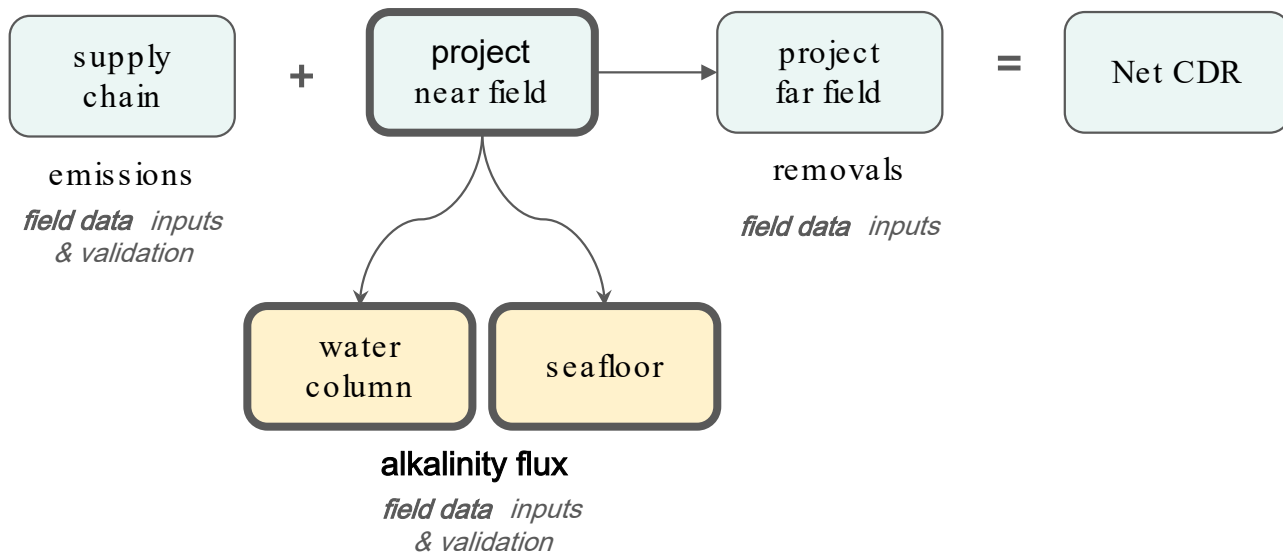 supply
chain
+
project
near field
project
far field
=
Net CDR
emissions
field data inputs
& validation
removals
field data inputs
water
column
seafloor
alkalinity flux
field data inputs
& validation